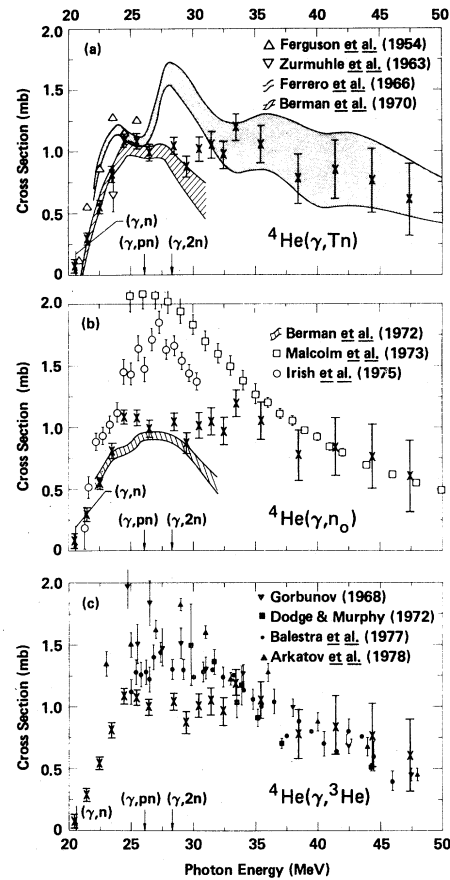 20 25 30 35 40 45 50
2.0
(a)
△ Ferguson et al. (1954)
▽ Zurmuhle et al. (1963)
Ferrero et al. (1966)
Berman et al. (1970)
1.5
1.0
0.5
0
Cross Section (mb)
(γ,n)
(γ,pn)
(γ,2n)
⁴He(γ,Tn)
2.0
(b)
Berman et al. (1972)
□ Malcolm et al. (1973)
○ Irish et al. (1975)
1.5
1.0
0.5
0
Cross Section (mb)
(γ,n)
(γ,pn)
(γ,2n)
⁴He(γ,n₀)
2.0
(c)
▼ Gorbunov (1968)
■ Dodge & Murphy (1972)
• Balestra et al. (1977)
▲ Arkatov et al. (1978)
1.5
1.0
0.5
0
Cross Section (mb)
(γ,n)
(γ,pn)
(γ,2n)
⁴He(γ,³He)
20 25 30 35 40 45 50
Photon Energy (MeV)